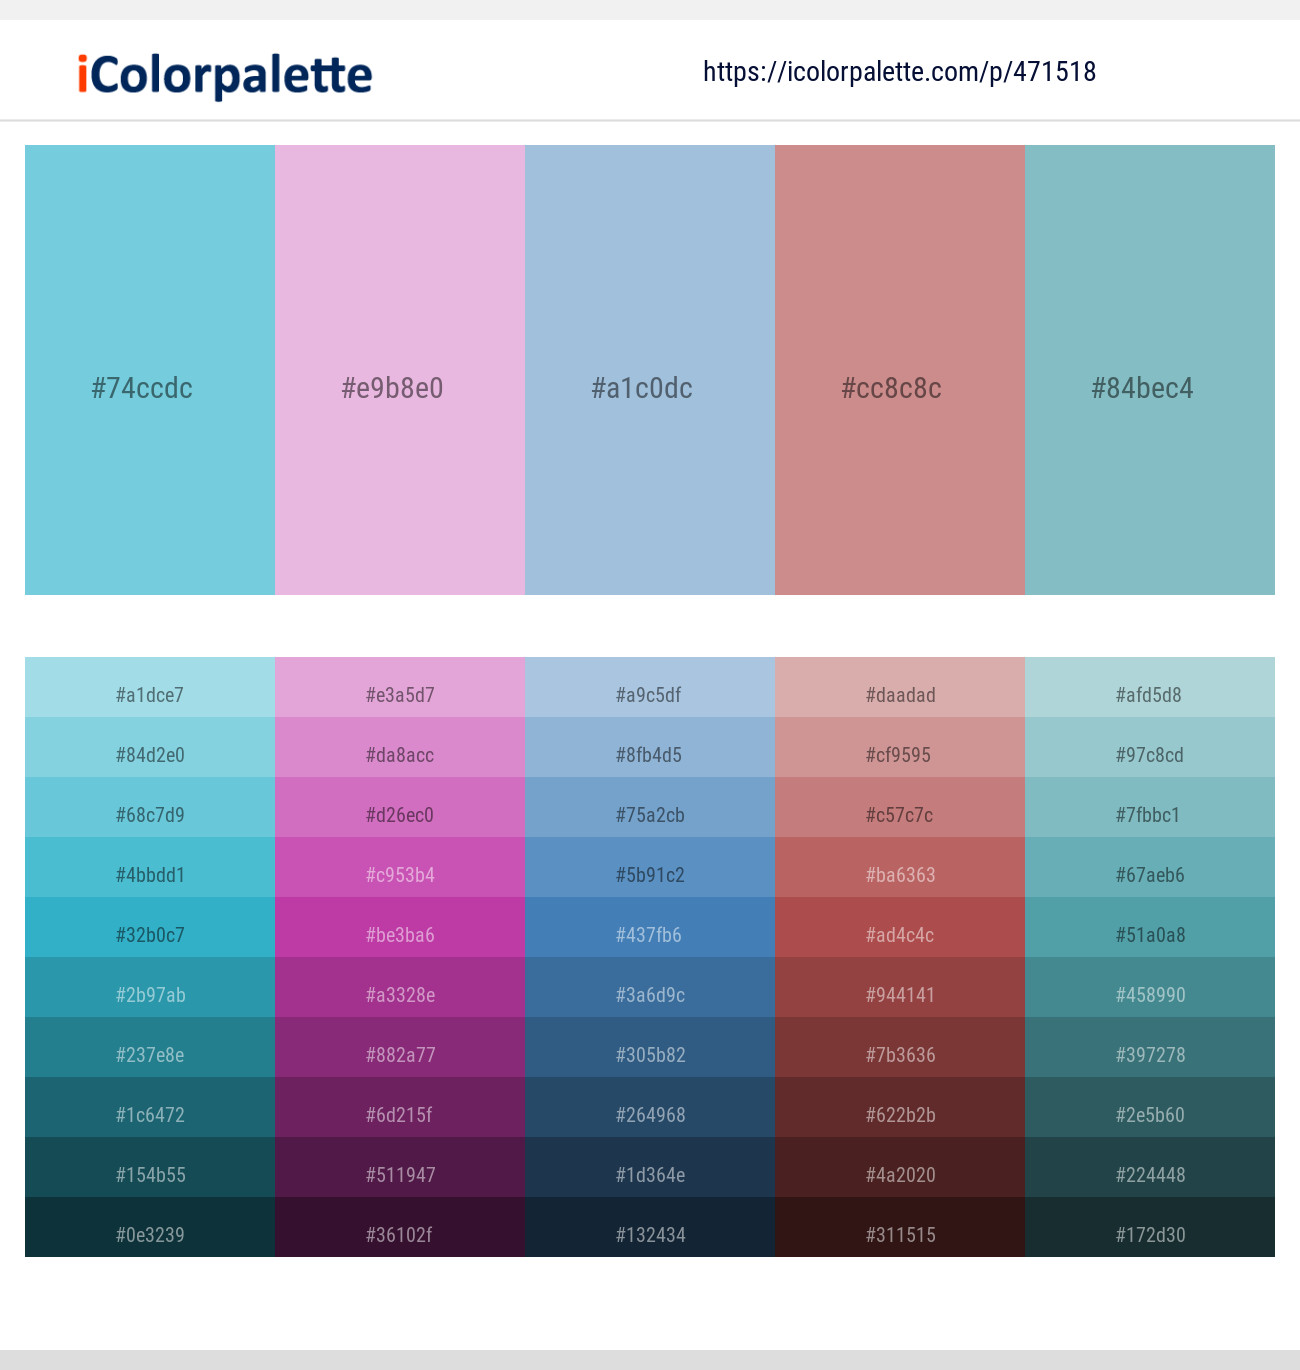 iColorpalette
https://icolorpalette.com/p/471518
#74ccdc #e9b8e0 #a1c0dc #cc8c8c #84bec4
#a1dce7 #e3a5d7 #a9c5df #daadad #afd5d8
#84d2e0 #da8acc #8fb4d5 #cf9595 #97c8cd
#68c7d9 #d26ec0 #75a2cb #c57c7c #7fbbc1
#4bbdd1 #c953b4 #5b91c2 #ba6363 #67aeb6
#32b0c7 #be3ba6 #437fb6 #ad4c4c #51a0a8
#2b97ab #a3328e #3a6d9c #944141 #458990
#237e8e #882a77 #305b82 #7b3636 #397278
#1c6472 #6d215f #264968 #622b2b #2e5b60
#154b55 #511947 #1d364e #4a2020 #224448
#0e3239 #36102f #132434 #311515 #172d30